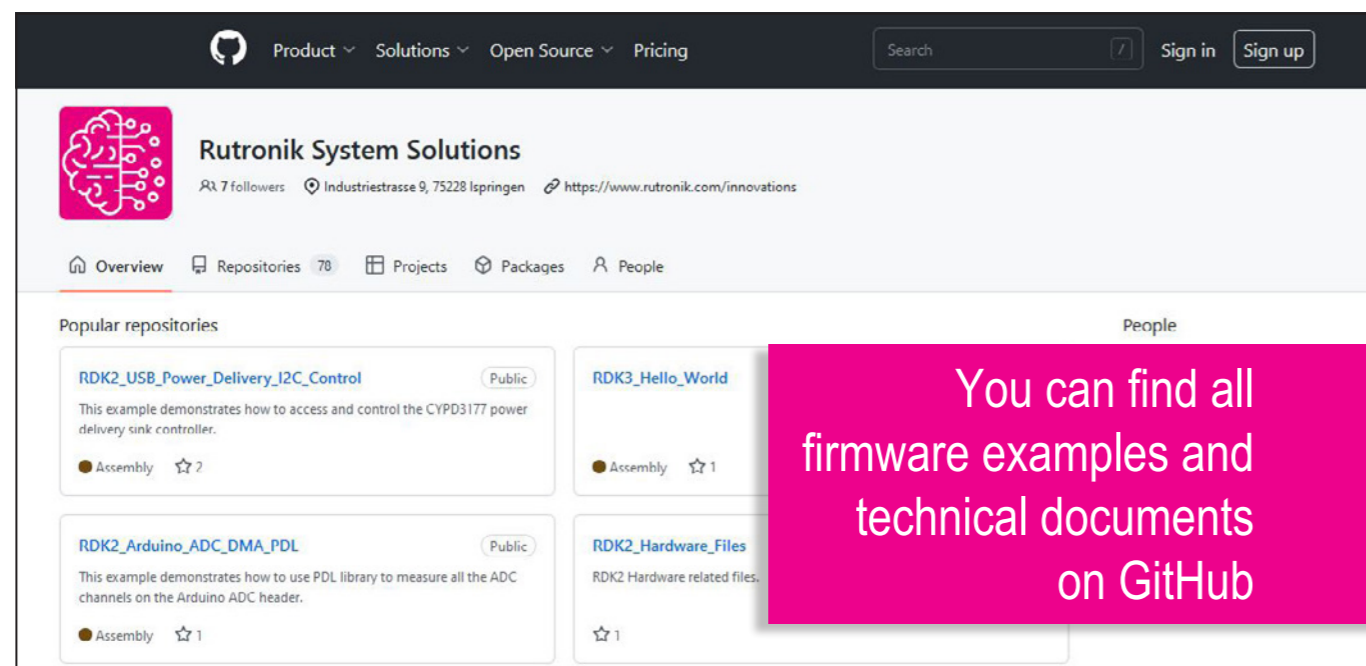 Product Solutions Open Source Pricing Search / Sign in Sign up
Rutronik System Solutions
7 followers Industriestrasse 9, 75228 Ispringen https://www.rutronik.com/innovations
Overview Repositories 78 Projects Packages People
Popular repositories
People
RDK2_USB_Power_Delivery_I2C_Control Public
This example demonstrates how to access and control the CYPD3177 power
delivery sink controller.
Assembly 2
RDK3_Hello_World
Assembly 1
RDK2_Arduino_ADC_DMA_PDL Public
This example demonstrates how to use PDL library to measure all the ADC
channels on the Arduino ADC header.
Assembly 1
RDK2_Hardware_Files
RDK2 Hardware related files.
1
You can find all
firmware examples and
technical documents
on GitHub